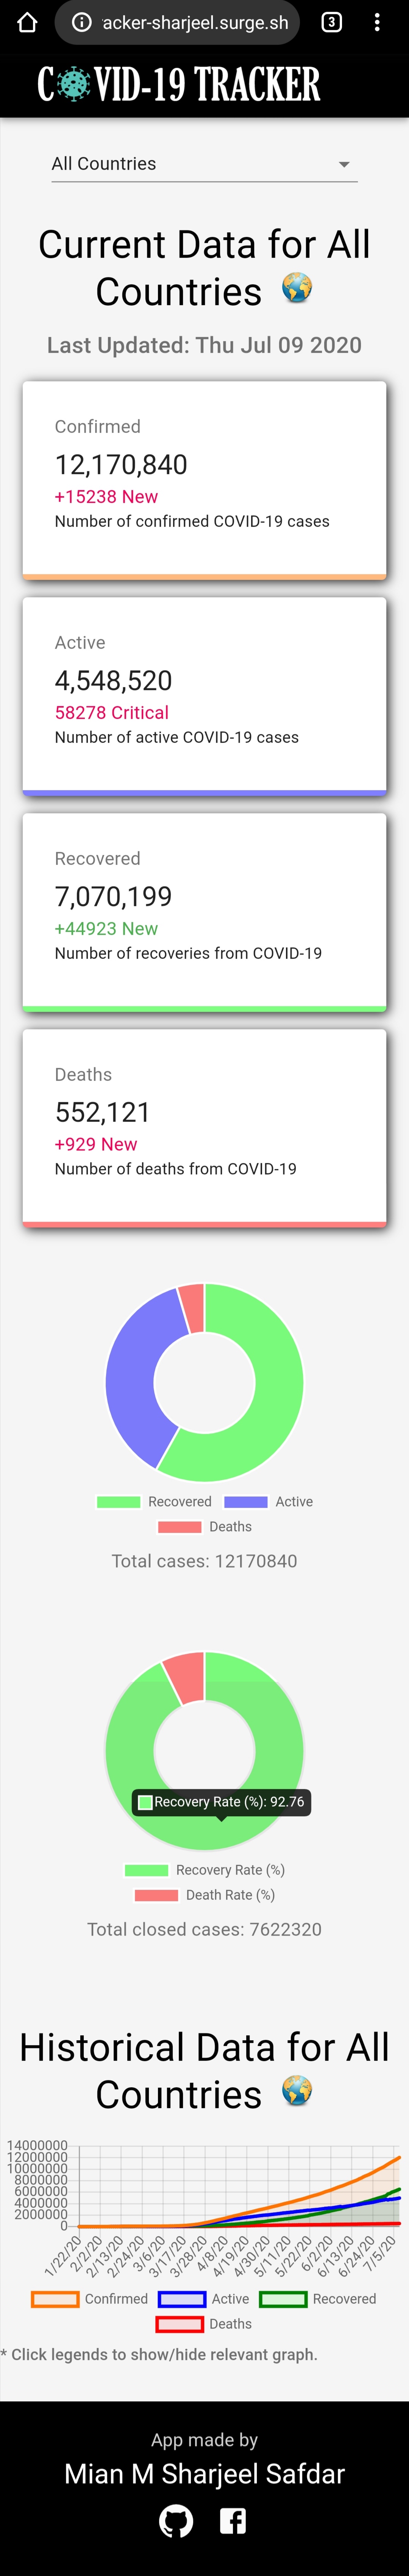 acker-sharjeel.surge.sh
3
COVID-19 TRACKER
All Countries
Current Data for All
Countries
Last Updated: Thu Jul 09 2020
Confirmed
12,170,840
+15238 New
Number of confirmed COVID-19 cases
Active
4,548,520
58278 Critical
Number of active COVID-19 cases
Recovered
7,070,199
+44923 New
Number of recoveries from COVID-19
Deaths
552,121
+929 New
Number of deaths from COVID-19
Recovered Active
Deaths
Total cases: 12170840
Recovery Rate (%): 92.76
Recovery Rate (%)
Death Rate (%)
Total closed cases: 7622320
Historical Data for All
Countries
14000000
12000000
10000000
8000000
6000000
4000000
2000000
0
1/22/20 2/2/20 2/13/20 2/24/20 3/6/20 3/17/20 3/28/20 4/8/20 4/19/20 4/30/20 5/11/20 5/22/20 6/2/20 6/13/20 6/24/20 7/5/20
Confirmed Active Recovered
Deaths
* Click legends to show/hide relevant graph.
App made by
Mian M Sharjeel Safdar